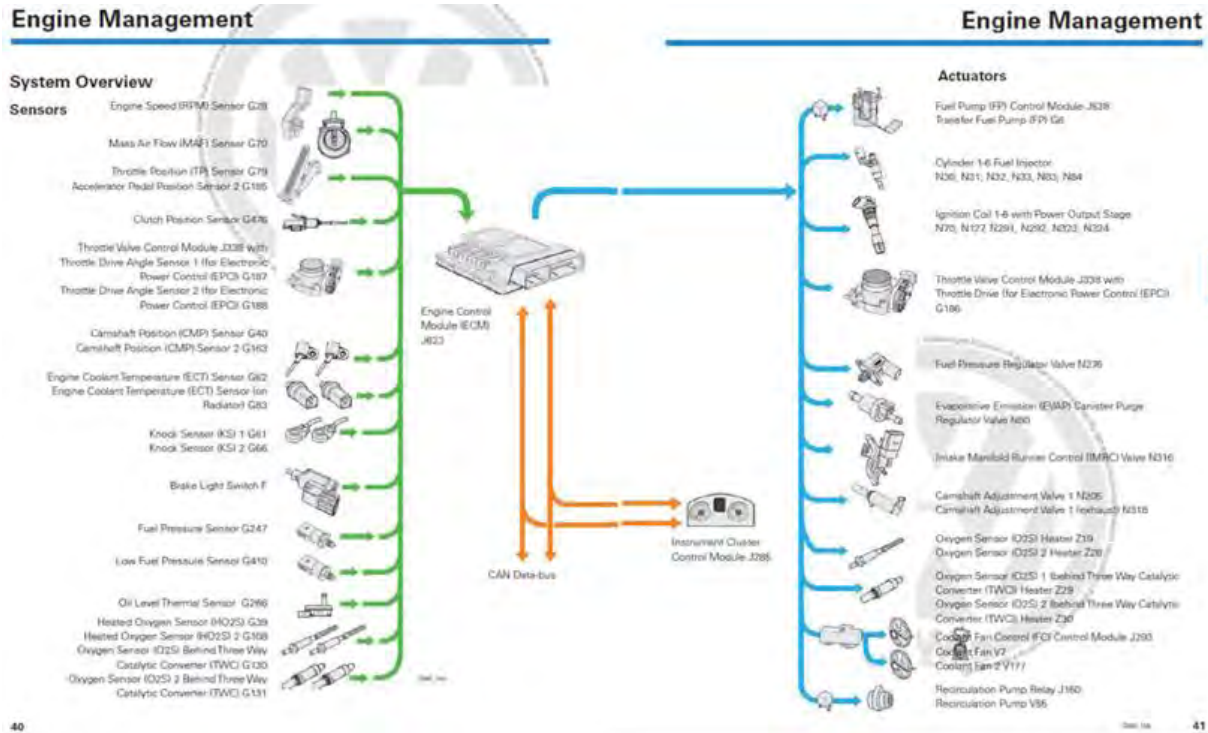 Engine Management
System Overview
Sensors
Engine Speed (RPM) Sensor G28
Mass Air Flow (MAF) Sensor G70
Throttle Position (TP) Sensor G79
Accelerator Pedal Position Sensor 2 G185
Clutch Position Sensor G476
Throttle Valve Control Module J338 with
Throttle Drive Angle Sensor 1 (for Electronic
Power Control (EPC)) G187
Throttle Drive Angle Sensor 2 (for Electronic
Power Control (EPC)) G188
Camshaft Position (CMP) Sensor G40
Camshaft Position (CMP) Sensor 2 G163
Engine Coolant Temperature (ECT) Sensor G62
Engine Coolant Temperature (ECT) Sensor (on
Radiator) G83
Knock Sensor (KS) 1 G61
Knock Sensor (KS) 2 G66
Brake Light Switch F
Fuel Pressure Sensor G247
Low Fuel Pressure Sensor G410
Oil Level Thermal Sensor G266
Heated Oxygen Sensor (HO2S) G39
Heated Oxygen Sensor (HO2S) 2 G108
Oxygen Sensor (O2S) Behind Three Way
Catalytic Converter (TWC) G130
Oxygen Sensor (O2S) 2 Behind Three Way
Catalytic Converter (TWC) G131
40
Engine Control
Module (ECM)
J623
CAN Data-bus
Instrument Cluster
Control Module J285
Engine Management
Actuators
Fuel Pump (FP) Control Module J538
Transfer Fuel Pump (FP) G6
Cylinder 1-6 Fuel Injector
N30, N31, N32, N33, N83, N84
Ignition Coil 1-6 with Power Output Stage
N70, N127, N291, N292, N323, N324
Throttle Valve Control Module J338 with
Throttle Drive (for Electronic Power Control (EPC))
G186
Fuel Pressure Regulator Valve N276
Evaporative Emission (EVAP) Canister Purge
Regulator Valve N80
Intake Manifold Runner Control (IMRC) Valve N316
Camshaft Adjustment Valve 1 N205
Camshaft Adjustment Valve 1 (exhaust) N318
Oxygen Sensor (O2S) Heater Z19
Oxygen Sensor (O2S) 2 Heater Z28
Oxygen Sensor (O2S) 1 (behind Three Way Catalytic
Converter (TWC)) Heater Z29
Oxygen Sensor (O2S) 2 (behind Three Way Catalytic
Converter (TWC)) Heater Z30
Coolant Fan Control (FC) Control Module J293
Coolant Fan V7
Coolant Fan 2 V177
Recirculation Pump Relay J160
Recirculation Pump V55
41